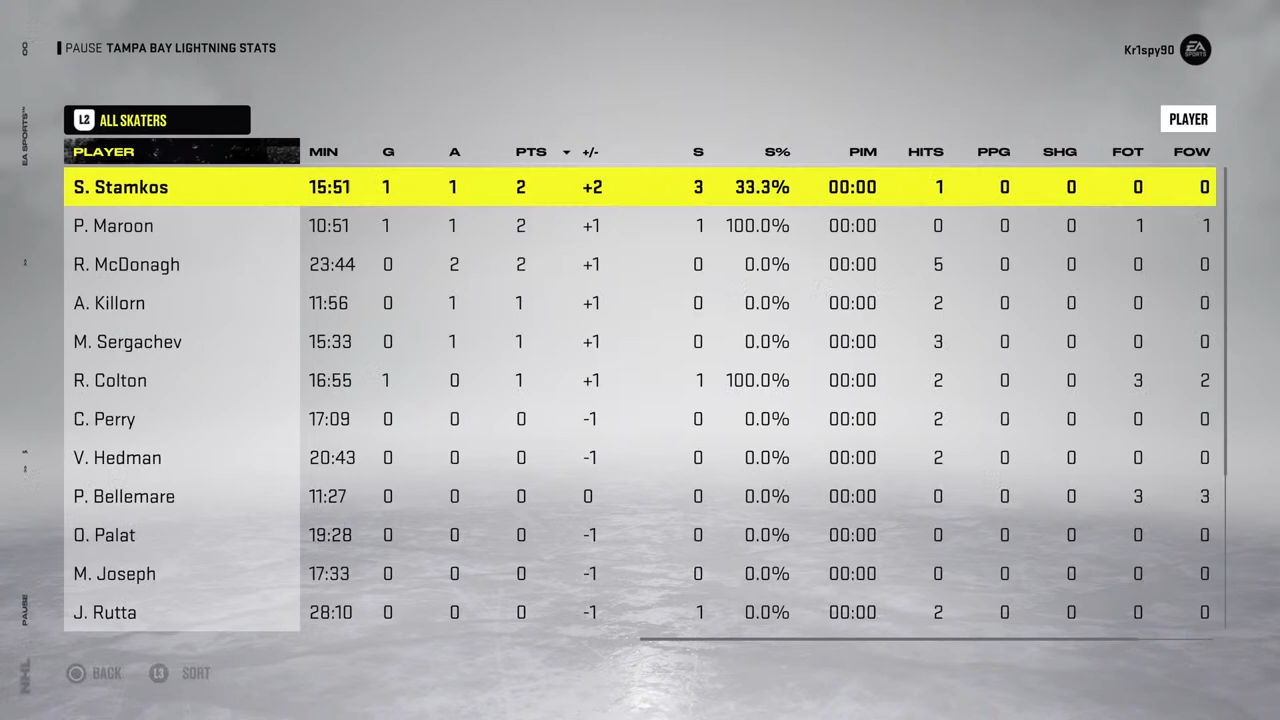 PAUSE TAMPA BAY LIGHTNING STATS
Kr1spy90 EA SPORTS
L2 ALL SKATERS
PLAYER
PLAYER MIN G A PTS +/- S S% PIM HITS PPG SHG FOT FOW
S. Stamkos 15:51 1 1 2 +2 3 33.3% 00:00 1 0 0 0 0
P. Maroon 10:51 1 1 2 +1 1 100.0% 00:00 0 0 0 1 1
R. McDonagh 23:44 0 2 2 +1 0 0.0% 00:00 5 0 0 0 0
A. Killorn 11:56 0 1 1 +1 0 0.0% 00:00 2 0 0 0 0
M. Sergachev 15:33 0 1 1 +1 0 0.0% 00:00 3 0 0 0 0
R. Colton 16:55 1 0 1 +1 1 100.0% 00:00 2 0 0 3 2
C. Perry 17:09 0 0 0 -1 0 0.0% 00:00 2 0 0 0 0
V. Hedman 20:43 0 0 0 -1 0 0.0% 00:00 2 0 0 0 0
P. Bellemare 11:27 0 0 0 0 0 0.0% 00:00 0 0 0 3 3
O. Palat 19:28 0 0 0 -1 0 0.0% 00:00 0 0 0 0 0
M. Joseph 17:33 0 0 0 -1 0 0.0% 00:00 0 0 0 0 0
J. Rutta 28:10 0 0 0 -1 1 0.0% 00:00 2 0 0 0 0
BACK L3 SORT
EA SPORTS™
PAUSE
NHL